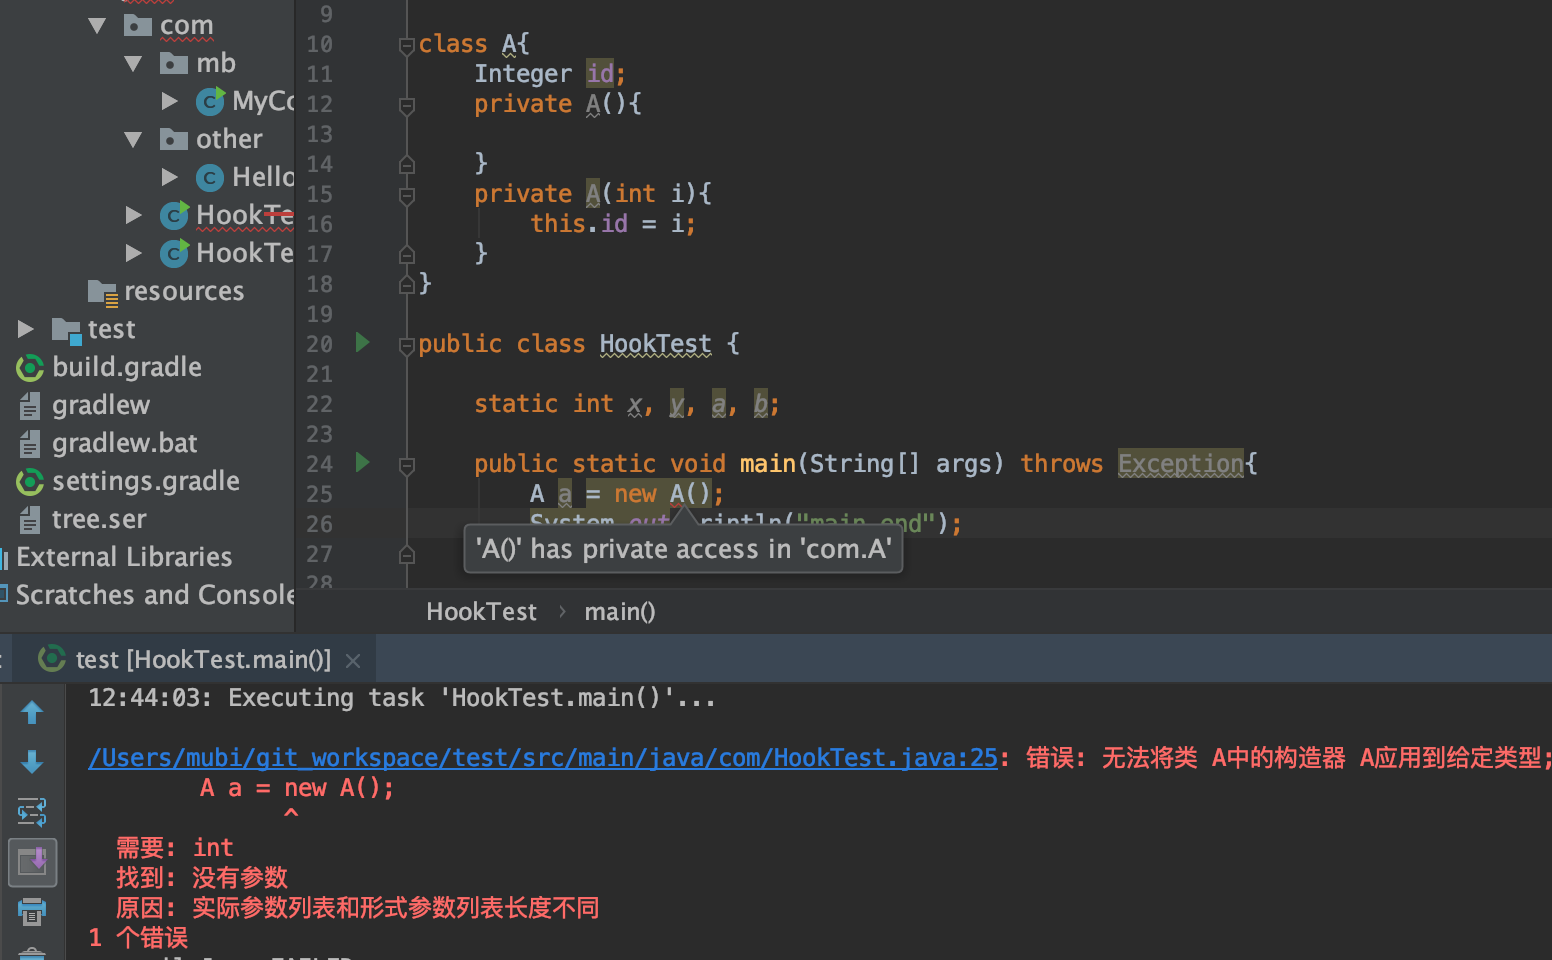 com
mb
MyCo
other
Hello
HookTe
HookTe
resources
test
build.gradle
gradlew
gradlew.bat
settings.gradle
tree.ser
External Libraries
Scratches and Console
9
10 class A{
11 Integer id;
12 private A(){
13
14 }
15 private A(int i){
16 this.id = i;
17 }
18 }
19
20 public class HookTest {
21
22 static int x, y, a, b;
23
24 public static void main(String[] args) throws Exception{
25 A a = new A();
26 System.out.println("main end");
27
28
'A()' has private access in 'com.A'
HookTest › main()
test [HookTest.main()] ×
12:44:03: Executing task 'HookTest.main()'...
/Users/mubi/git_workspace/test/src/main/java/com/HookTest.java:25: 错误: 无法将类 A中的构造器 A应用到给定类型;
A a = new A();
^
需要: int
找到: 没有参数
原因: 实际参数列表和形式参数列表长度不同
1 个错误